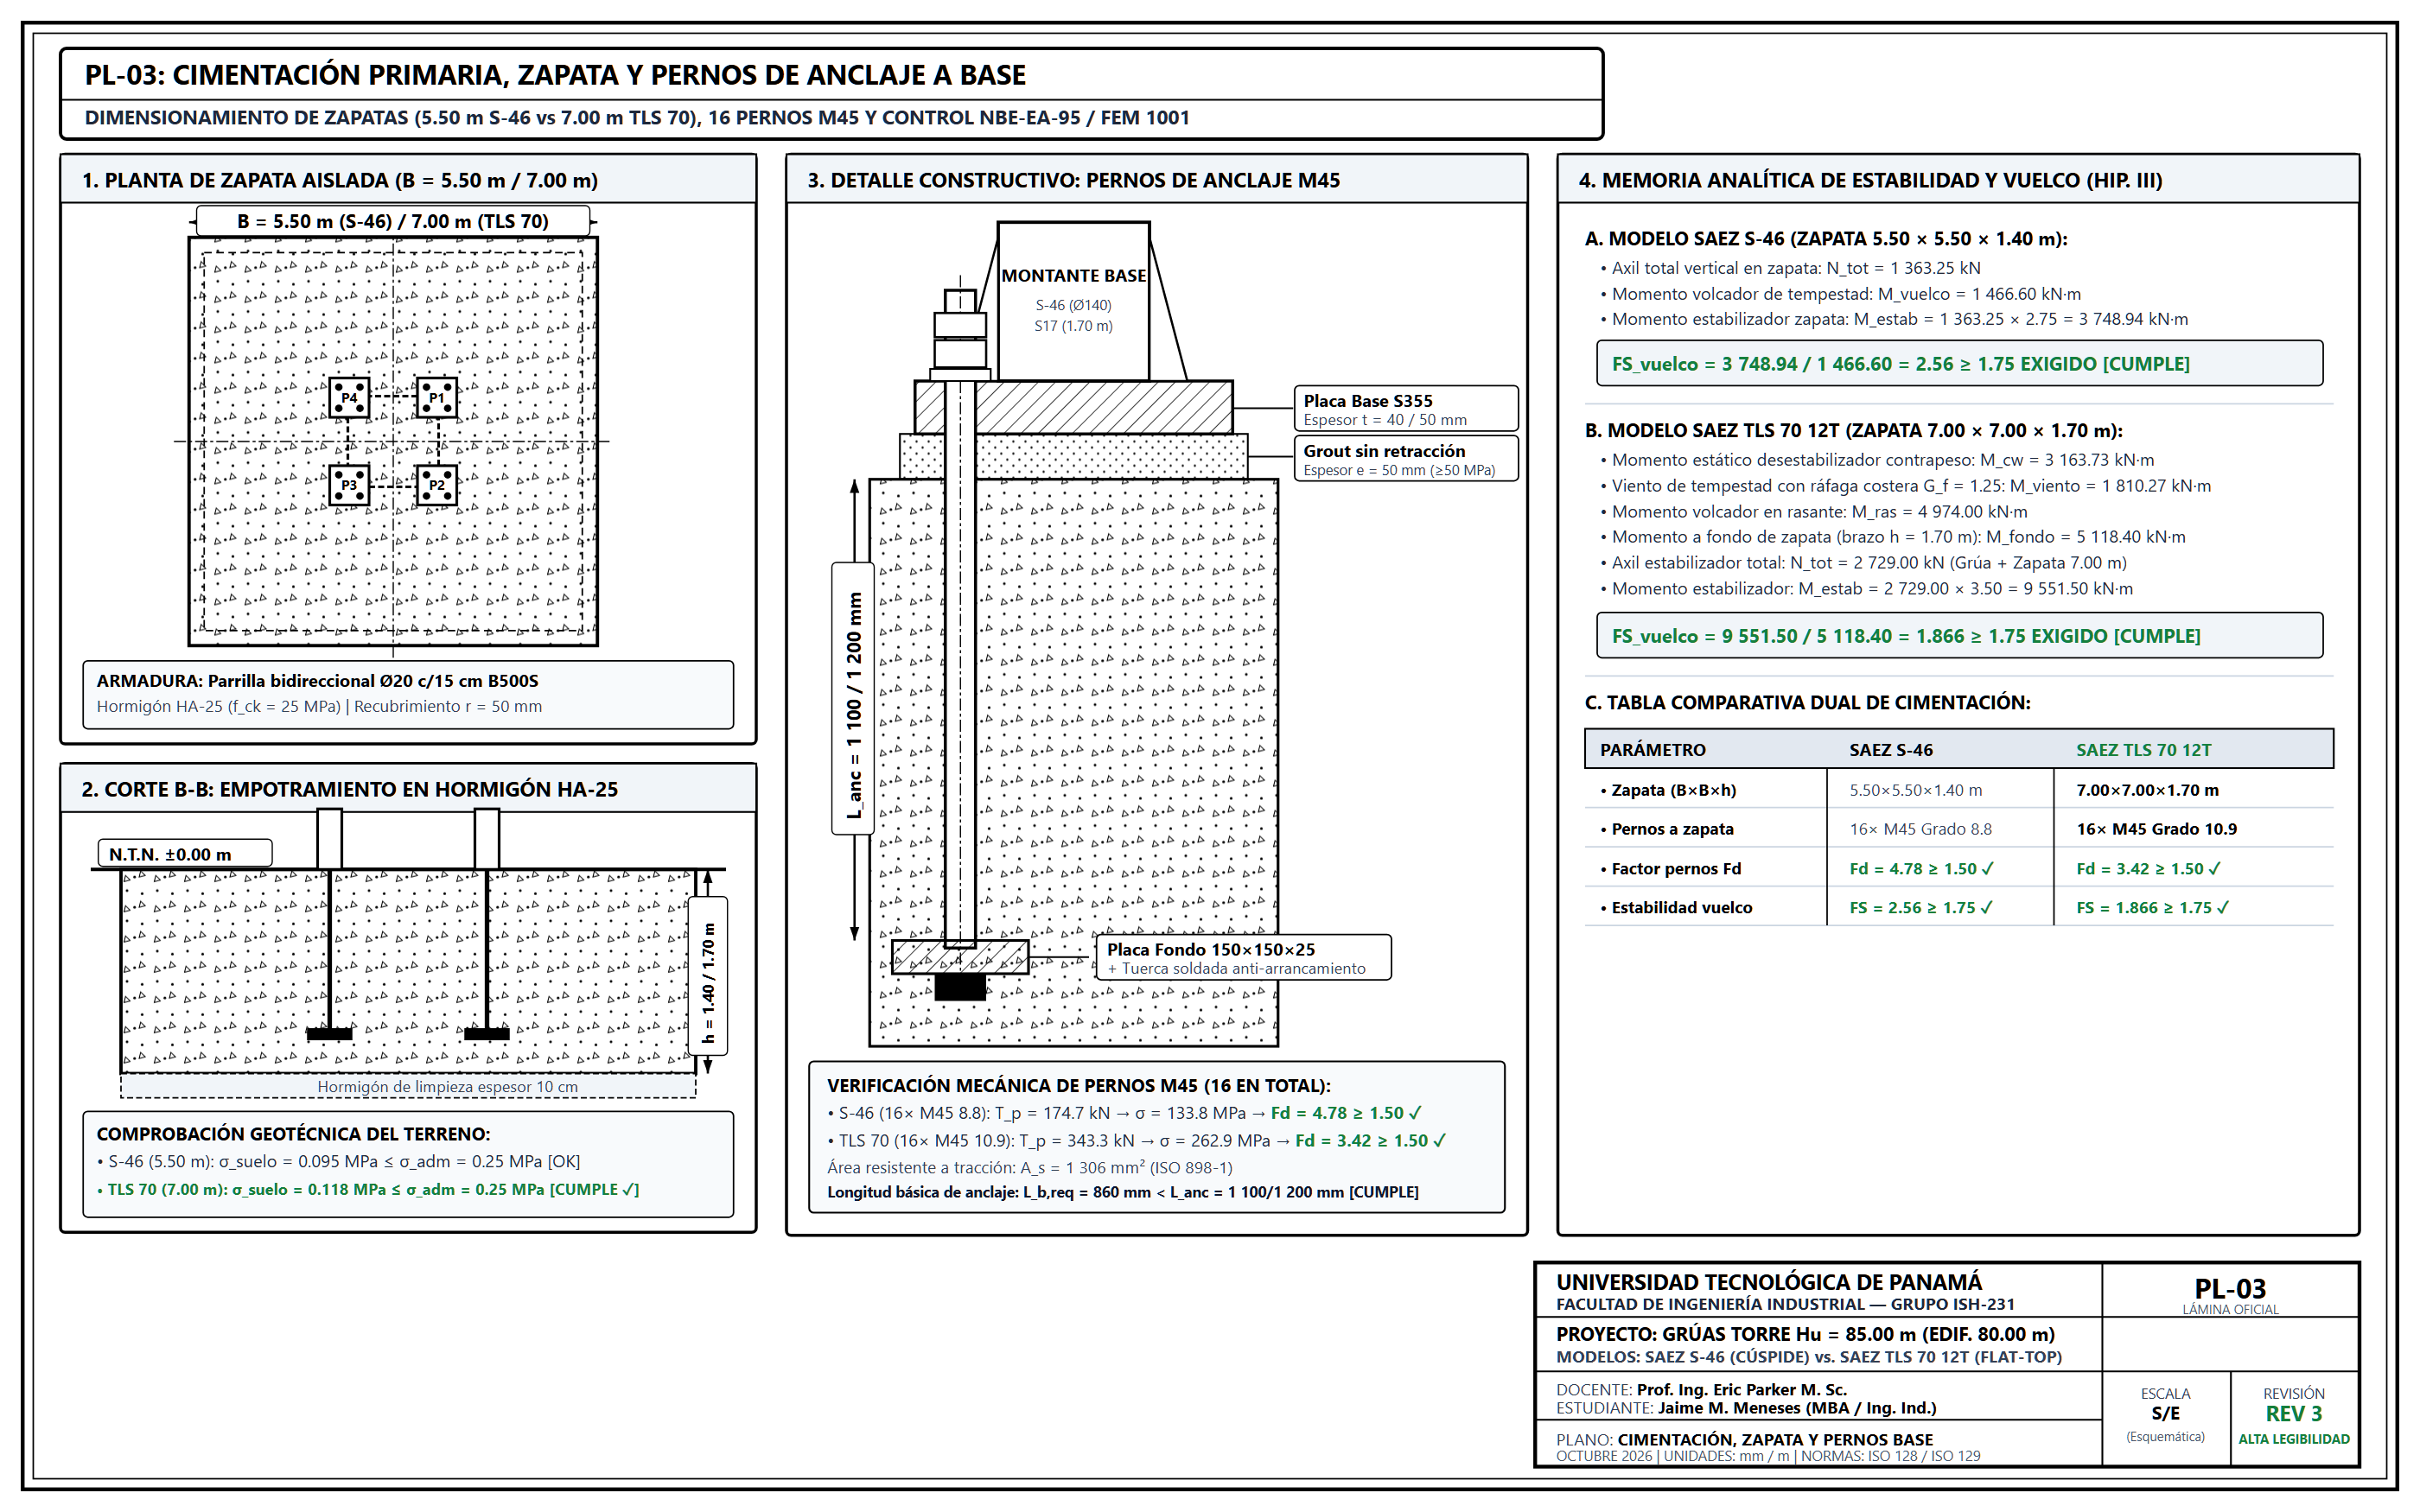 PL-03: CIMENTACIÓN PRIMARIA, ZAPATA Y PERNOS DE ANCLAJE A BASE
DIMENSIONAMIENTO DE ZAPATAS (5.50 m S-46 vs 7.00 m TLS 70), 16 PERNOS M45 Y CONTROL NBE-EA-95 / FEM 1001
1. PLANTA DE ZAPATA AISLADA (B = 5.50 m / 7.00 m)
B = 5.50 m (S-46) / 7.00 m (TLS 70)
P4
P1
P3
P2
ARMADURA: Parrilla bidireccional Ø20 c/15 cm B500S
Hormigón HA-25 (f_ck = 25 MPa) | Recubrimiento r = 50 mm
2. CORTE B-B: EMPOTRAMIENTO EN HORMIGÓN HA-25
N.T.N. ±0.00 m
h = 1.40 / 1.70 m
Hormigón de limpieza espesor 10 cm
COMPROBACIÓN GEOTÉCNICA DEL TERRENO:
• S-46 (5.50 m): σ_suelo = 0.095 MPa ≤ σ_adm = 0.25 MPa [OK]
• TLS 70 (7.00 m): σ_suelo = 0.118 MPa ≤ σ_adm = 0.25 MPa [CUMPLE ✓]
3. DETALLE CONSTRUCTIVO: PERNOS DE ANCLAJE M45
MONTANTE BASE
S-46 (Ø140)
S17 (1.70 m)
Placa Base S355
Espesor t = 40 / 50 mm
Grout sin retracción
Espesor e = 50 mm (≥50 MPa)
L_anc = 1 100 / 1 200 mm
Placa Fondo 150×150×25
+ Tuerca soldada anti-arrancamiento
VERIFICACIÓN MECÁNICA DE PERNOS M45 (16 EN TOTAL):
• S-46 (16× M45 8.8): T_p = 174.7 kN → σ = 133.8 MPa → Fd = 4.78 ≥ 1.50 ✓
• TLS 70 (16× M45 10.9): T_p = 343.3 kN → σ = 262.9 MPa → Fd = 3.42 ≥ 1.50 ✓
Área resistente a tracción: A_s = 1 306 mm² (ISO 898-1)
Longitud básica de anclaje: L_b,req = 860 mm < L_anc = 1 100/1 200 mm [CUMPLE]
4. MEMORIA ANALÍTICA DE ESTABILIDAD Y VUELCO (HIP. III)
A. MODELO SAEZ S-46 (ZAPATA 5.50 × 5.50 × 1.40 m):
• Axil total vertical en zapata: N_tot = 1 363.25 kN
• Momento volcador de tempestad: M_vuelco = 1 466.60 kN·m
• Momento estabilizador zapata: M_estab = 1 363.25 × 2.75 = 3 748.94 kN·m
FS_vuelco = 3 748.94 / 1 466.60 = 2.56 ≥ 1.75 EXIGIDO [CUMPLE]
B. MODELO SAEZ TLS 70 12T (ZAPATA 7.00 × 7.00 × 1.70 m):
• Momento estático desestabilizador contrapeso: M_cw = 3 163.73 kN·m
• Viento de tempestad con ráfaga costera G_f = 1.25: M_viento = 1 810.27 kN·m
• Momento volcador en rasante: M_ras = 4 974.00 kN·m
• Momento a fondo de zapata (brazo h = 1.70 m): M_fondo = 5 118.40 kN·m
• Axil estabilizador total: N_tot = 2 729.00 kN (Grúa + Zapata 7.00 m)
• Momento estabilizador: M_estab = 2 729.00 × 3.50 = 9 551.50 kN·m
FS_vuelco = 9 551.50 / 5 118.40 = 1.866 ≥ 1.75 EXIGIDO [CUMPLE]
C. TABLA COMPARATIVA DUAL DE CIMENTACIÓN:
PARÁMETRO SAEZ S-46 SAEZ TLS 70 12T
• Zapata (B×B×h) 5.50×5.50×1.40 m 7.00×7.00×1.70 m
• Pernos a zapata 16× M45 Grado 8.8 16× M45 Grado 10.9
• Factor pernos Fd Fd = 4.78 ≥ 1.50 ✓ Fd = 3.42 ≥ 1.50 ✓
• Estabilidad vuelco FS = 2.56 ≥ 1.75 ✓ FS = 1.866 ≥ 1.75 ✓
UNIVERSIDAD TECNOLÓGICA DE PANAMÁ
FACULTAD DE INGENIERÍA INDUSTRIAL — GRUPO ISH-231
PL-03
LÁMINA OFICIAL
PROYECTO: GRÚAS TORRE Hu = 85.00 m (EDIF. 80.00 m)
MODELOS: SAEZ S-46 (CÚSPIDE) vs. SAEZ TLS 70 12T (FLAT-TOP)
DOCENTE: Prof. Ing. Eric Parker M. Sc.
ESTUDIANTE: Jaime M. Meneses (MBA / Ing. Ind.)
ESCALA
S/E
(Esquemática)
REVISIÓN
REV 3
ALTA LEGIBILIDAD
PLANO: CIMENTACIÓN, ZAPATA Y PERNOS BASE
OCTUBRE 2026 | UNIDADES: mm / m | NORMAS: ISO 128 / ISO 129